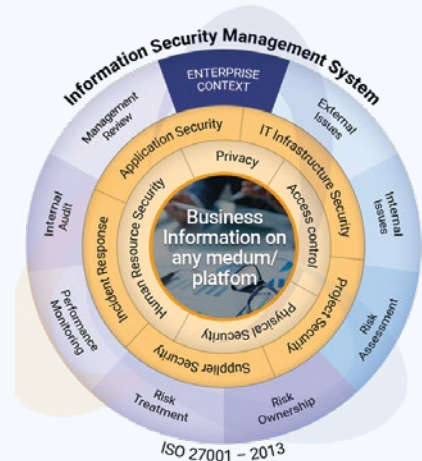 Information Security Management System
ENTERPRISE
CONTEXT
External
Issues
Internal
Issues
Risk
Assessment
Risk
Ownership
Risk
Treatment
Performance
Monitoring
Internal
Audit
Management
Review
Application Security
IT Infrastructure Security
Project Security
Supplier Security
Incident Response
Privacy
Access control
Physical Security
Human Resource Security
Business
Information on
any medum/
platfom
ISO 27001 – 2013